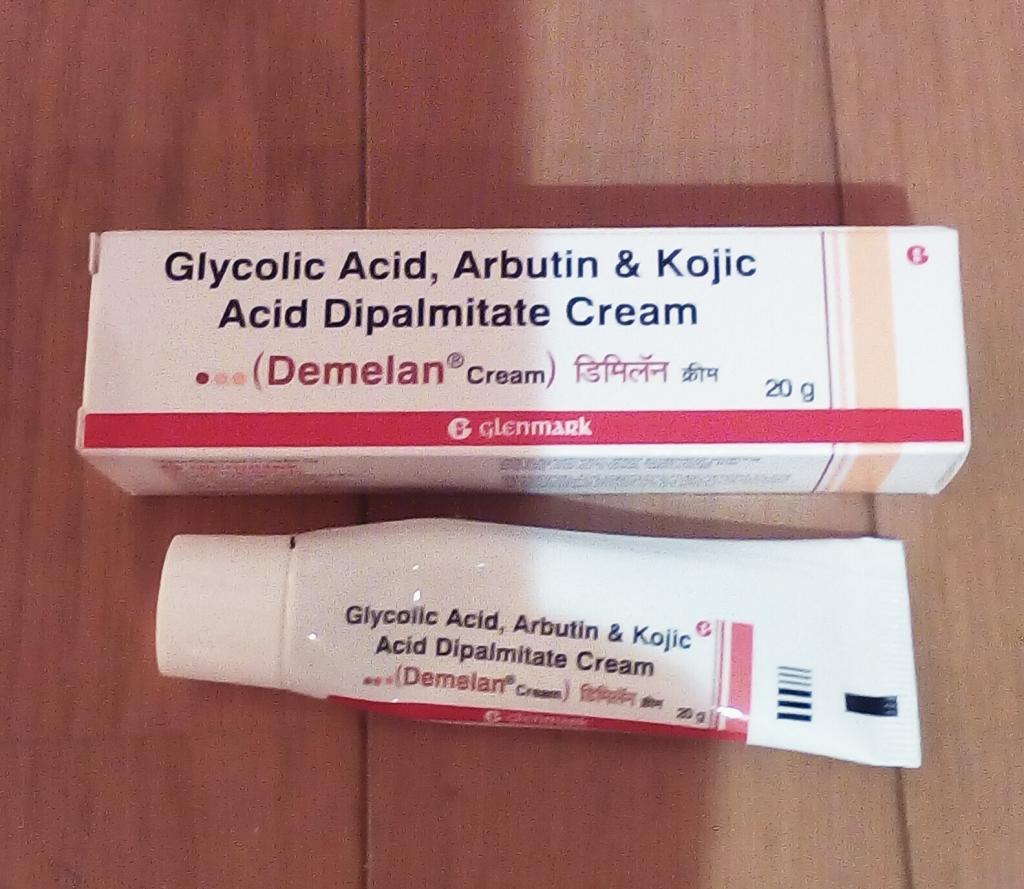 Glycolic Acid, Arbutin & Kojic
Acid Dipalmitate Cream
(Demelan® Cream) डिमिलॅन क्रीम
20 g
glenmark
Glycolic Acid, Arbutin & Kojic
Acid Dipalmitate Cream
(Demelan® Cream) डिमिलॅन क्रीम
20 g
glenmark